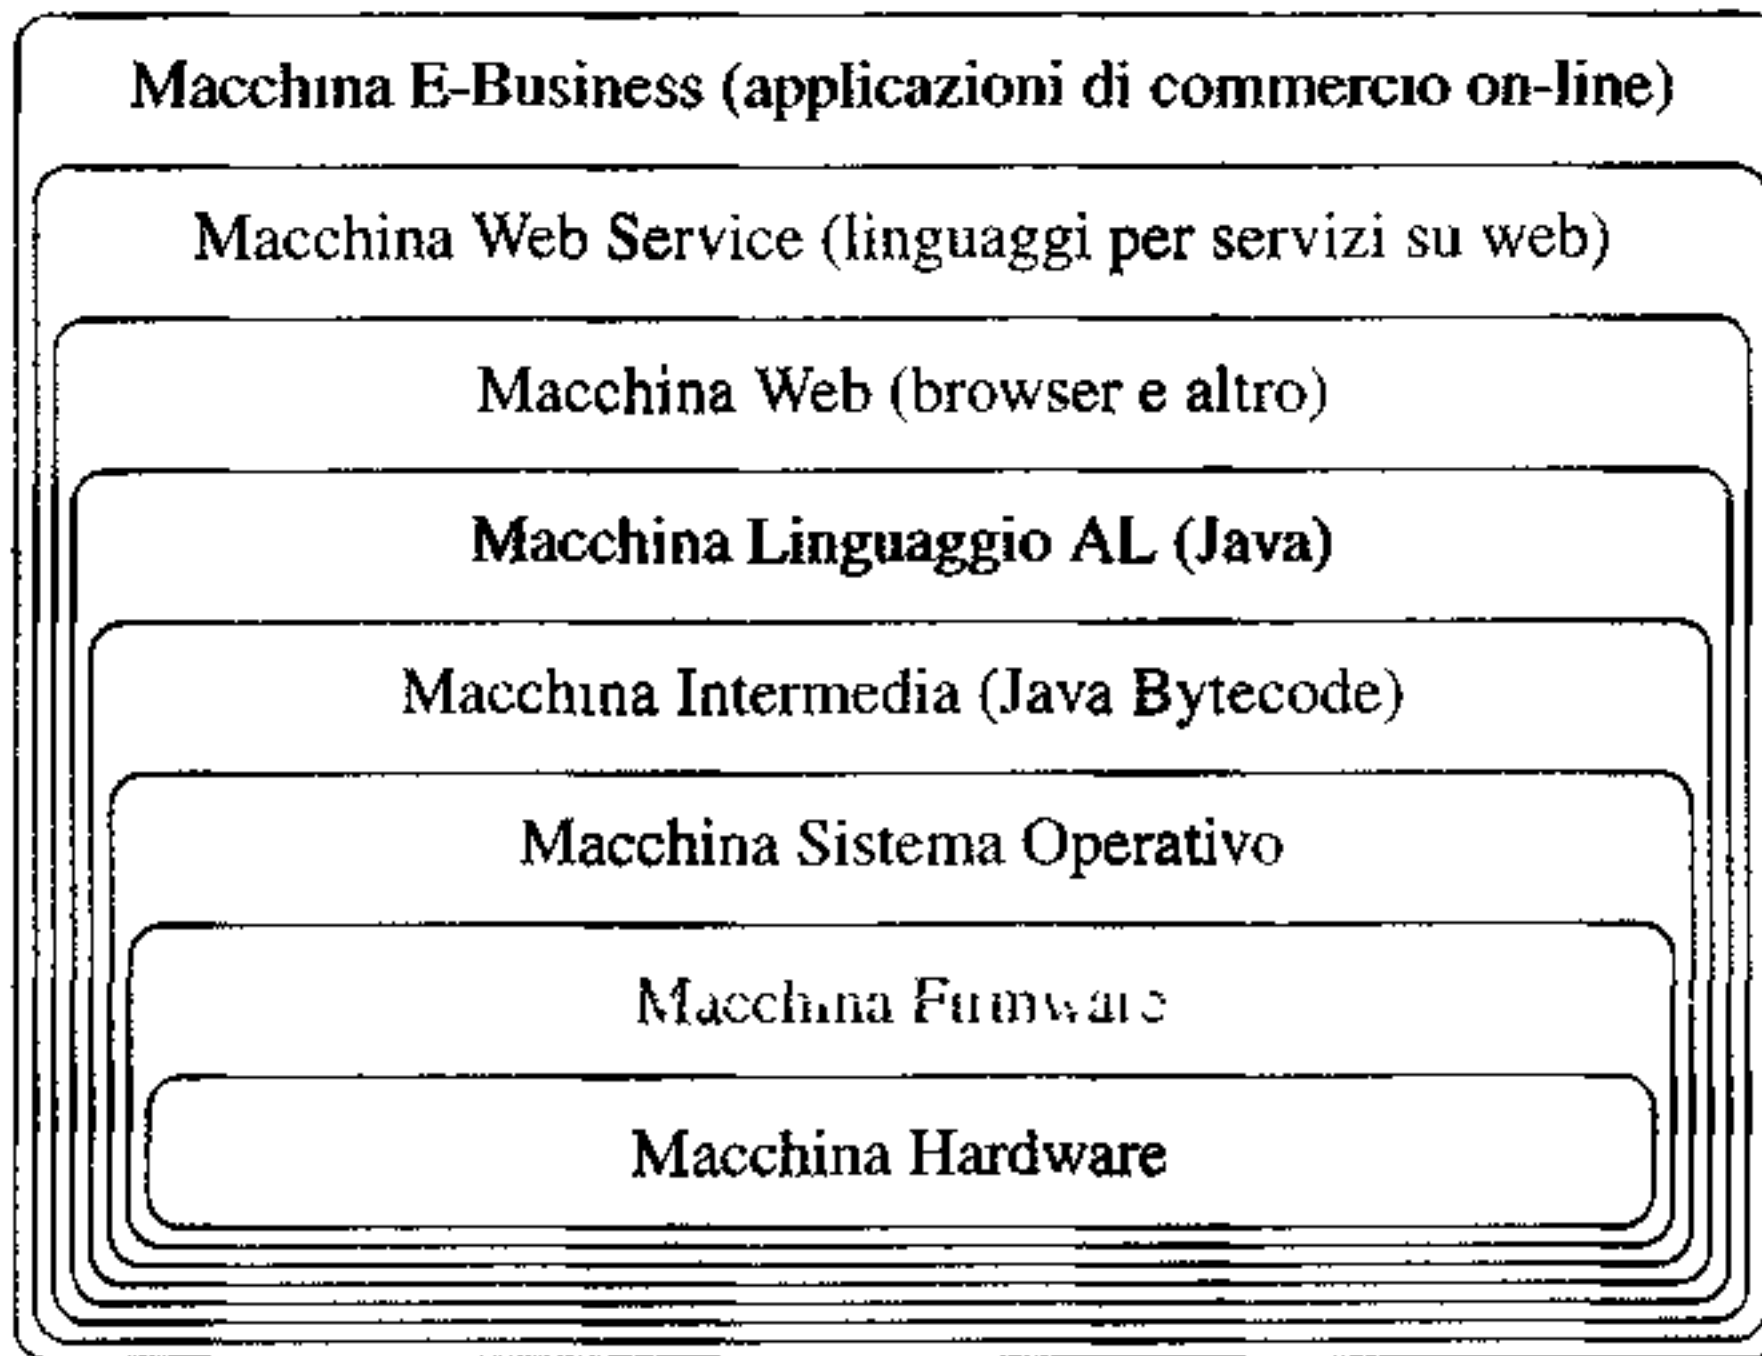 Macchina E-Business (applicazioni di commercio on-line)
Macchina Web Service (linguaggi per servizi su web)
Macchina Web (browser e altro)
Macchina Linguaggio AL (Java)
Macchina Intermedia (Java Bytecode)
Macchina Sistema Operativo
Macchina Firmware
Macchina Hardware